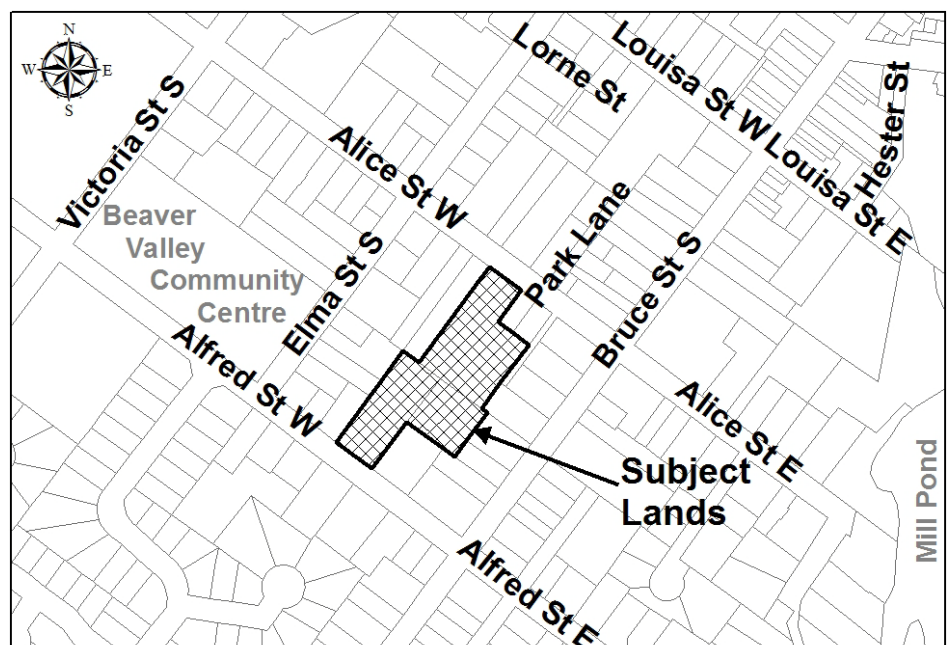 N
W E
S
Victoria St S
Beaver
Valley
Community
Centre
Alice St W
Lorne St
Louisa St W
Louisa St E
Hester St
Elma St S
Park Lane
Bruce St S
Alfred St W
Alice St E
Subject
Lands
Mill Pond
Alfred St E